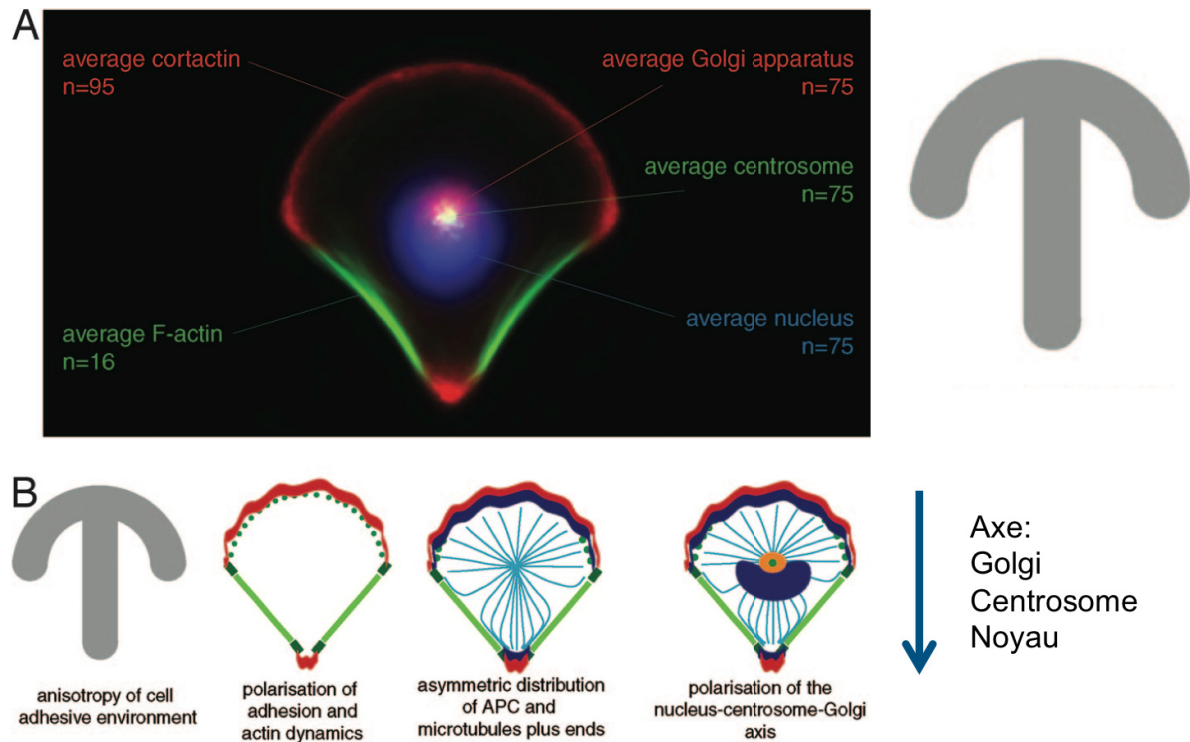 A
average cortactin
n=95
average Golgi apparatus
n=75
average centrosome
n=75
average F-actin
n=16
average nucleus
n=75
B
anisotropy of cell
adhesive environment
polarisation of
adhesion and
actin dynamics
asymmetric distribution
of APC and
microtubules plus ends
polarisation of the
nucleus-centrosome-Golgi
axis
Axe:
Golgi
Centrosome
Noyau